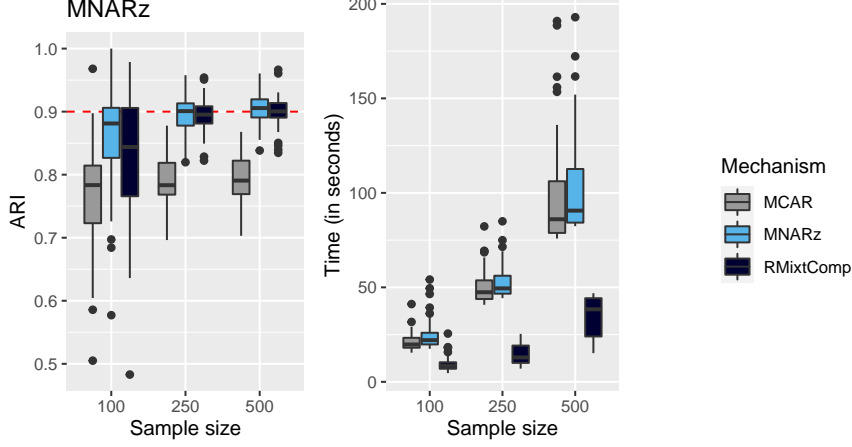 MNARz
ARI
1.0
0.9
0.8
0.7
0.6
0.5
100
250
500
Sample size
Time (in seconds)
200
150
100
50
0
100
250
500
Sample size
Mechanism
MCAR
MNARz
RMixtComp